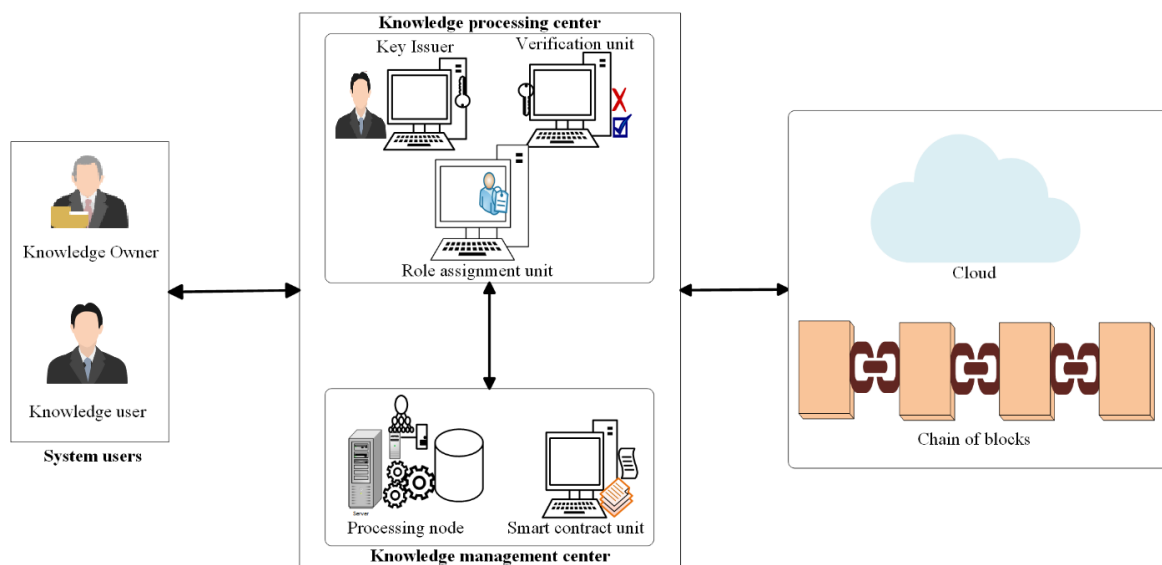 Knowledge processing center
Key Issuer
Verification unit
Role assignment unit
Knowledge Owner
Knowledge user
System users
Server
Processing node
Smart contract unit
Knowledge management center
Cloud
Chain of blocks